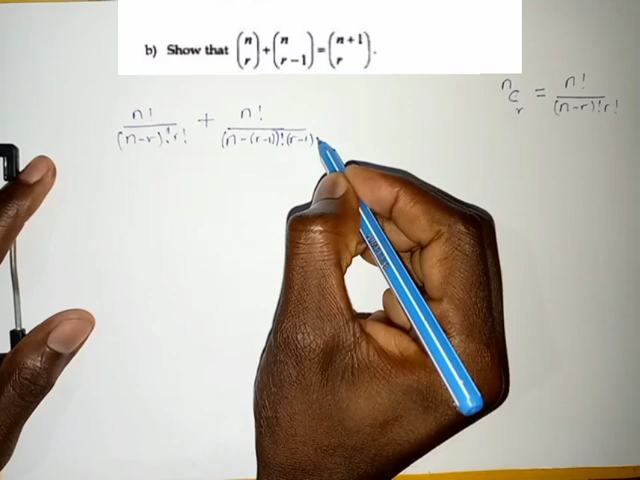 b) Show that (n r) + (n r − 1) = (n + 1 r).
n! / (n-r)!r! + n! / (n-(r-1))!(r-1)
nCr = n! / (n-r)!r!